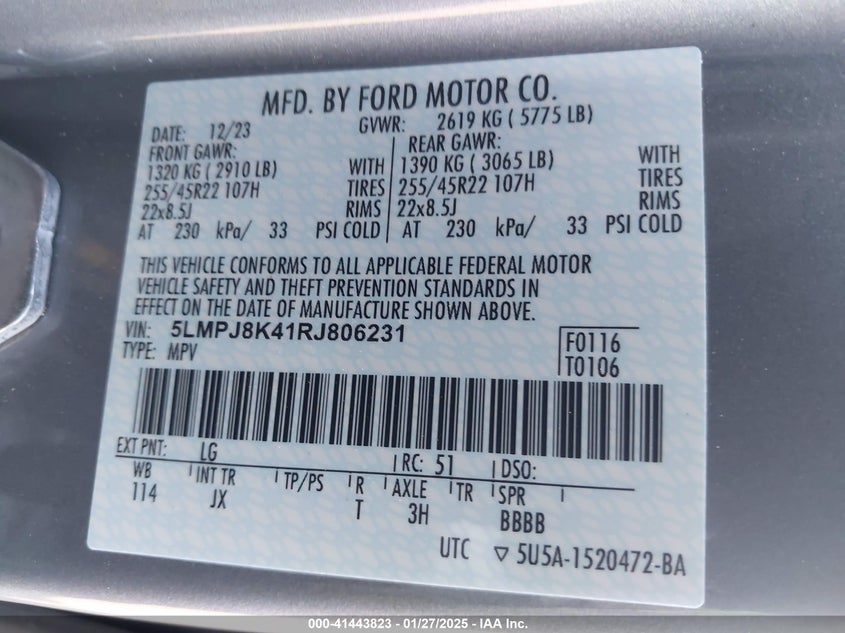 MFD. BY FORD MOTOR CO.
DATE: 12/23 GVWR: 2619 KG ( 5775 LB)
FRONT GAWR: REAR GAWR:
1320 KG ( 2910 LB) WITH 1390 KG ( 3065 LB) WITH
255/45R22 107H TIRES 255/45R22 107H TIRES
22x8.5J RIMS 22x8.5J RIMS
AT 230 kPa/ 33 PSI COLD AT 230 kPa/ 33 PSI COLD
THIS VEHICLE CONFORMS TO ALL APPLICABLE FEDERAL MOTOR
VEHICLE SAFETY AND THEFT PREVENTION STANDARDS IN
EFFECT ON THE DATE OF MANUFACTURE SHOWN ABOVE.
VIN: 5LMPJ8K41RJ806231 F0116
TYPE: MPV T0106
EXT PNT: LG RC: 51 DSO:
WB INT TR TP/PS R AXLE TR SPR
114 JX T 3H BBBB
UTC ▽ 5U5A-1520472-BA
000-41443823 - 01/27/2025 - IAA Inc.